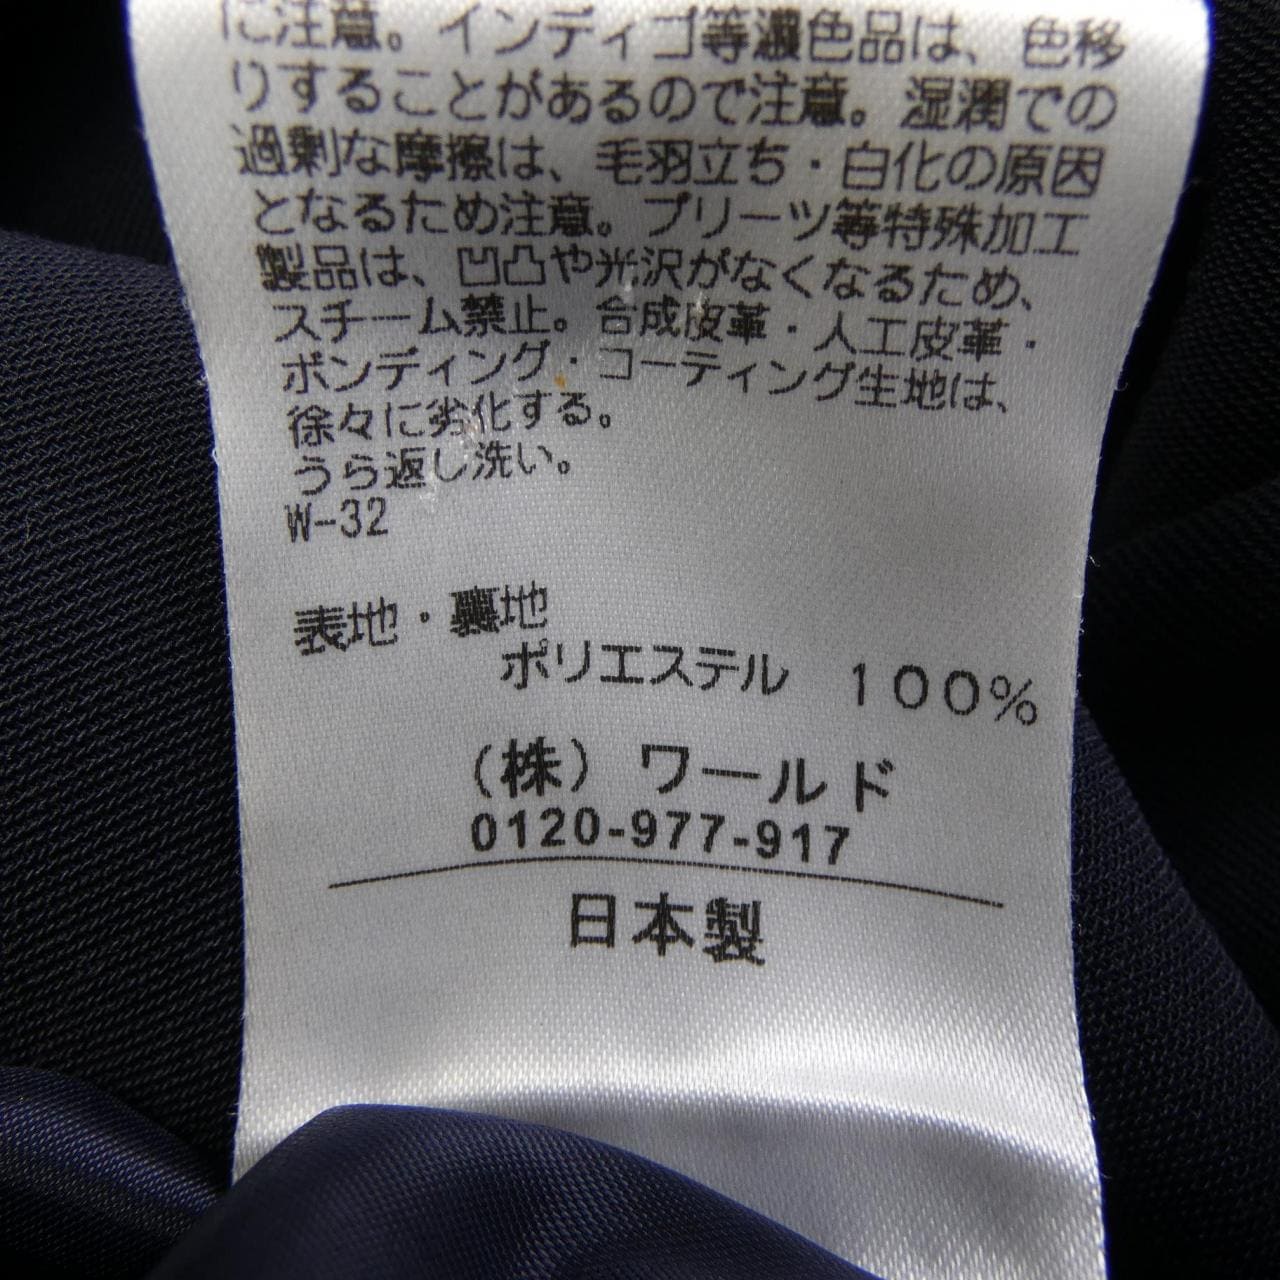 に注意。インディゴ等濃色品は、色移
りすることがあるので注意。湿潤での
過剰な摩擦は、毛羽立ち・白化の原因
となるため注意。プリーツ等特殊加工
製品は、凹凸や光沢がなくなるため、
スチーム禁止。合成皮革・人工皮革・
ボンディング・コーティング生地は、
徐々に劣化する。
うら返し洗い。
W-32
表地・裏地
ポリエステル 100%
(株) ワールド
0120-977-917
日本製